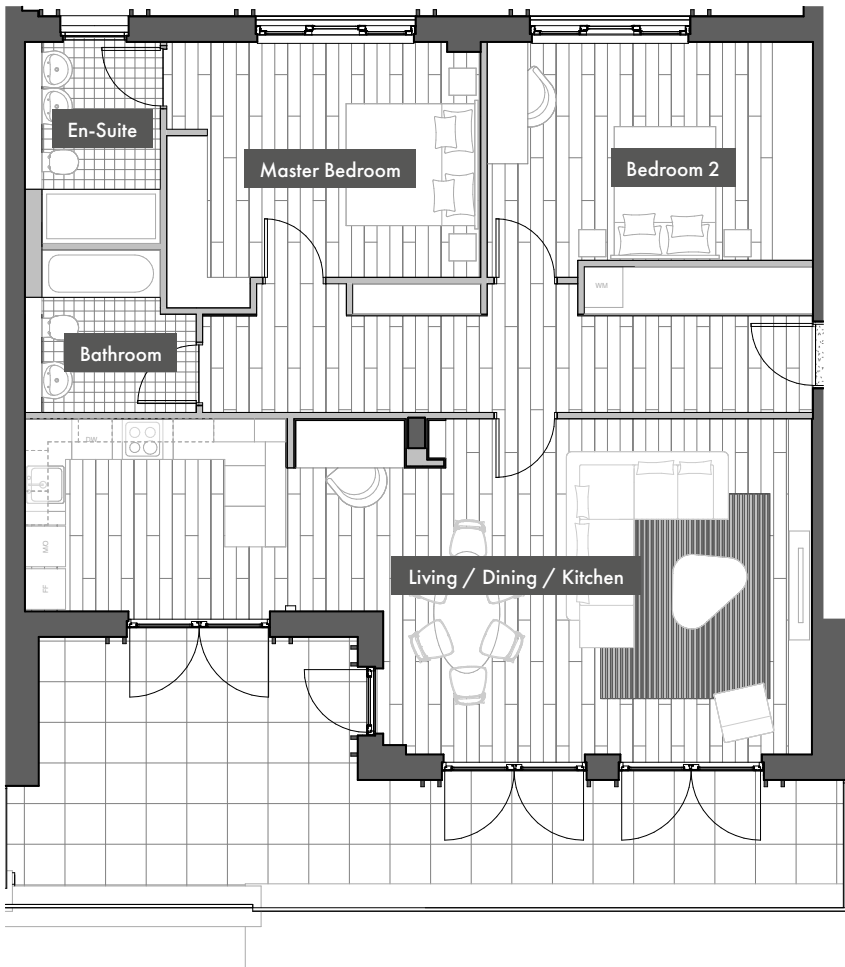 En-Suite
Master Bedroom
Bedroom 2
WM
Bathroom
DW
MO
Living / Dining / Kitchen
FF